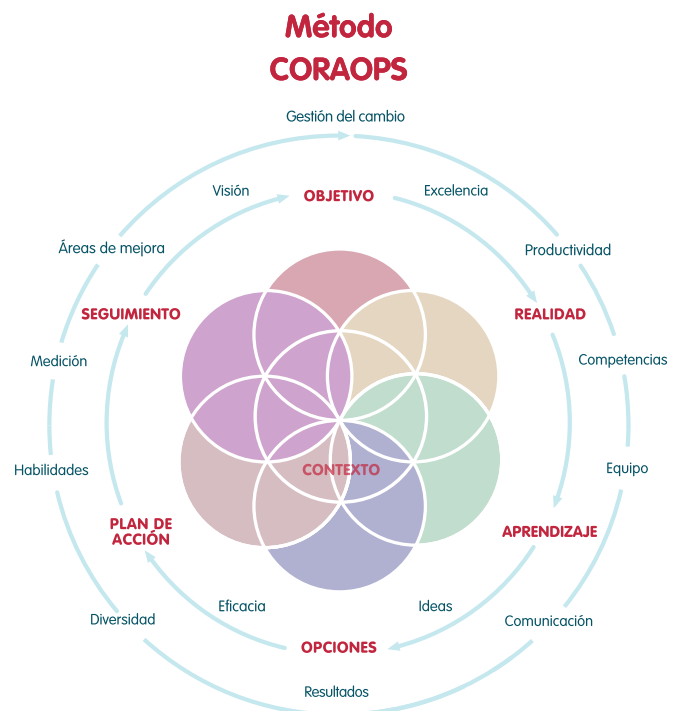 Método
CORAOPS
Gestión del cambio
Visión
OBJETIVO
Excelencia
Áreas de mejora
Productividad
SEGUIMIENTO
REALIDAD
Medición
Competencias
CONTEXTO
Habilidades
Equipo
PLAN DE
ACCIÓN
APRENDIZAJE
Eficacia
Ideas
Diversidad
Comunicación
OPCIONES
Resultados